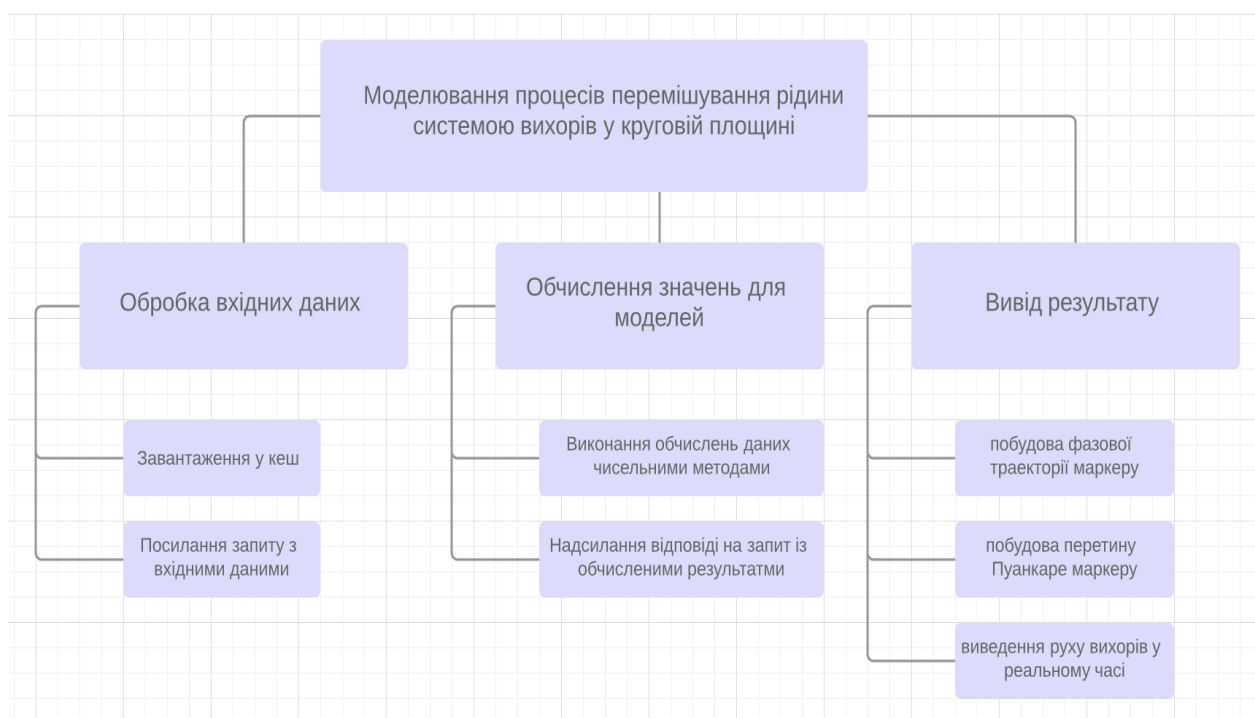 Моделювання процесів перемішування рідини
системою вихорів у круговій площині
Обробка вхідних даних
Обчислення значень для
моделей
Вивід результату
Завантаження у кеш
Посилання запиту з
вхідними даними
Виконання обчислень даних
чисельними методами
Надсилання відповіді на запит із
обчисленими результатми
побудова фазової
траекторії маркеру
побудова перетину
Пуанкаре маркеру
виведення руху вихорів у
реальному часі